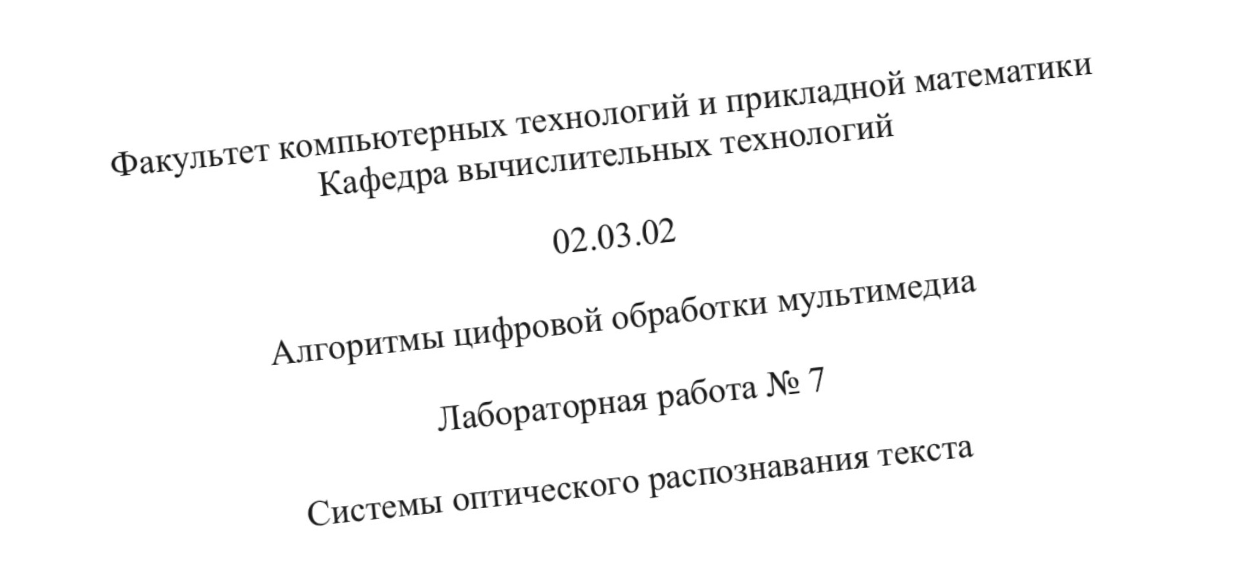 Факультет компьютерных технологий и прикладной математики
Кафедра вычислительных технологий
02.03.02
Алгоритмы цифровой обработки мультимедиа
Лабораторная работа № 7
Системы оптического распознавания текста